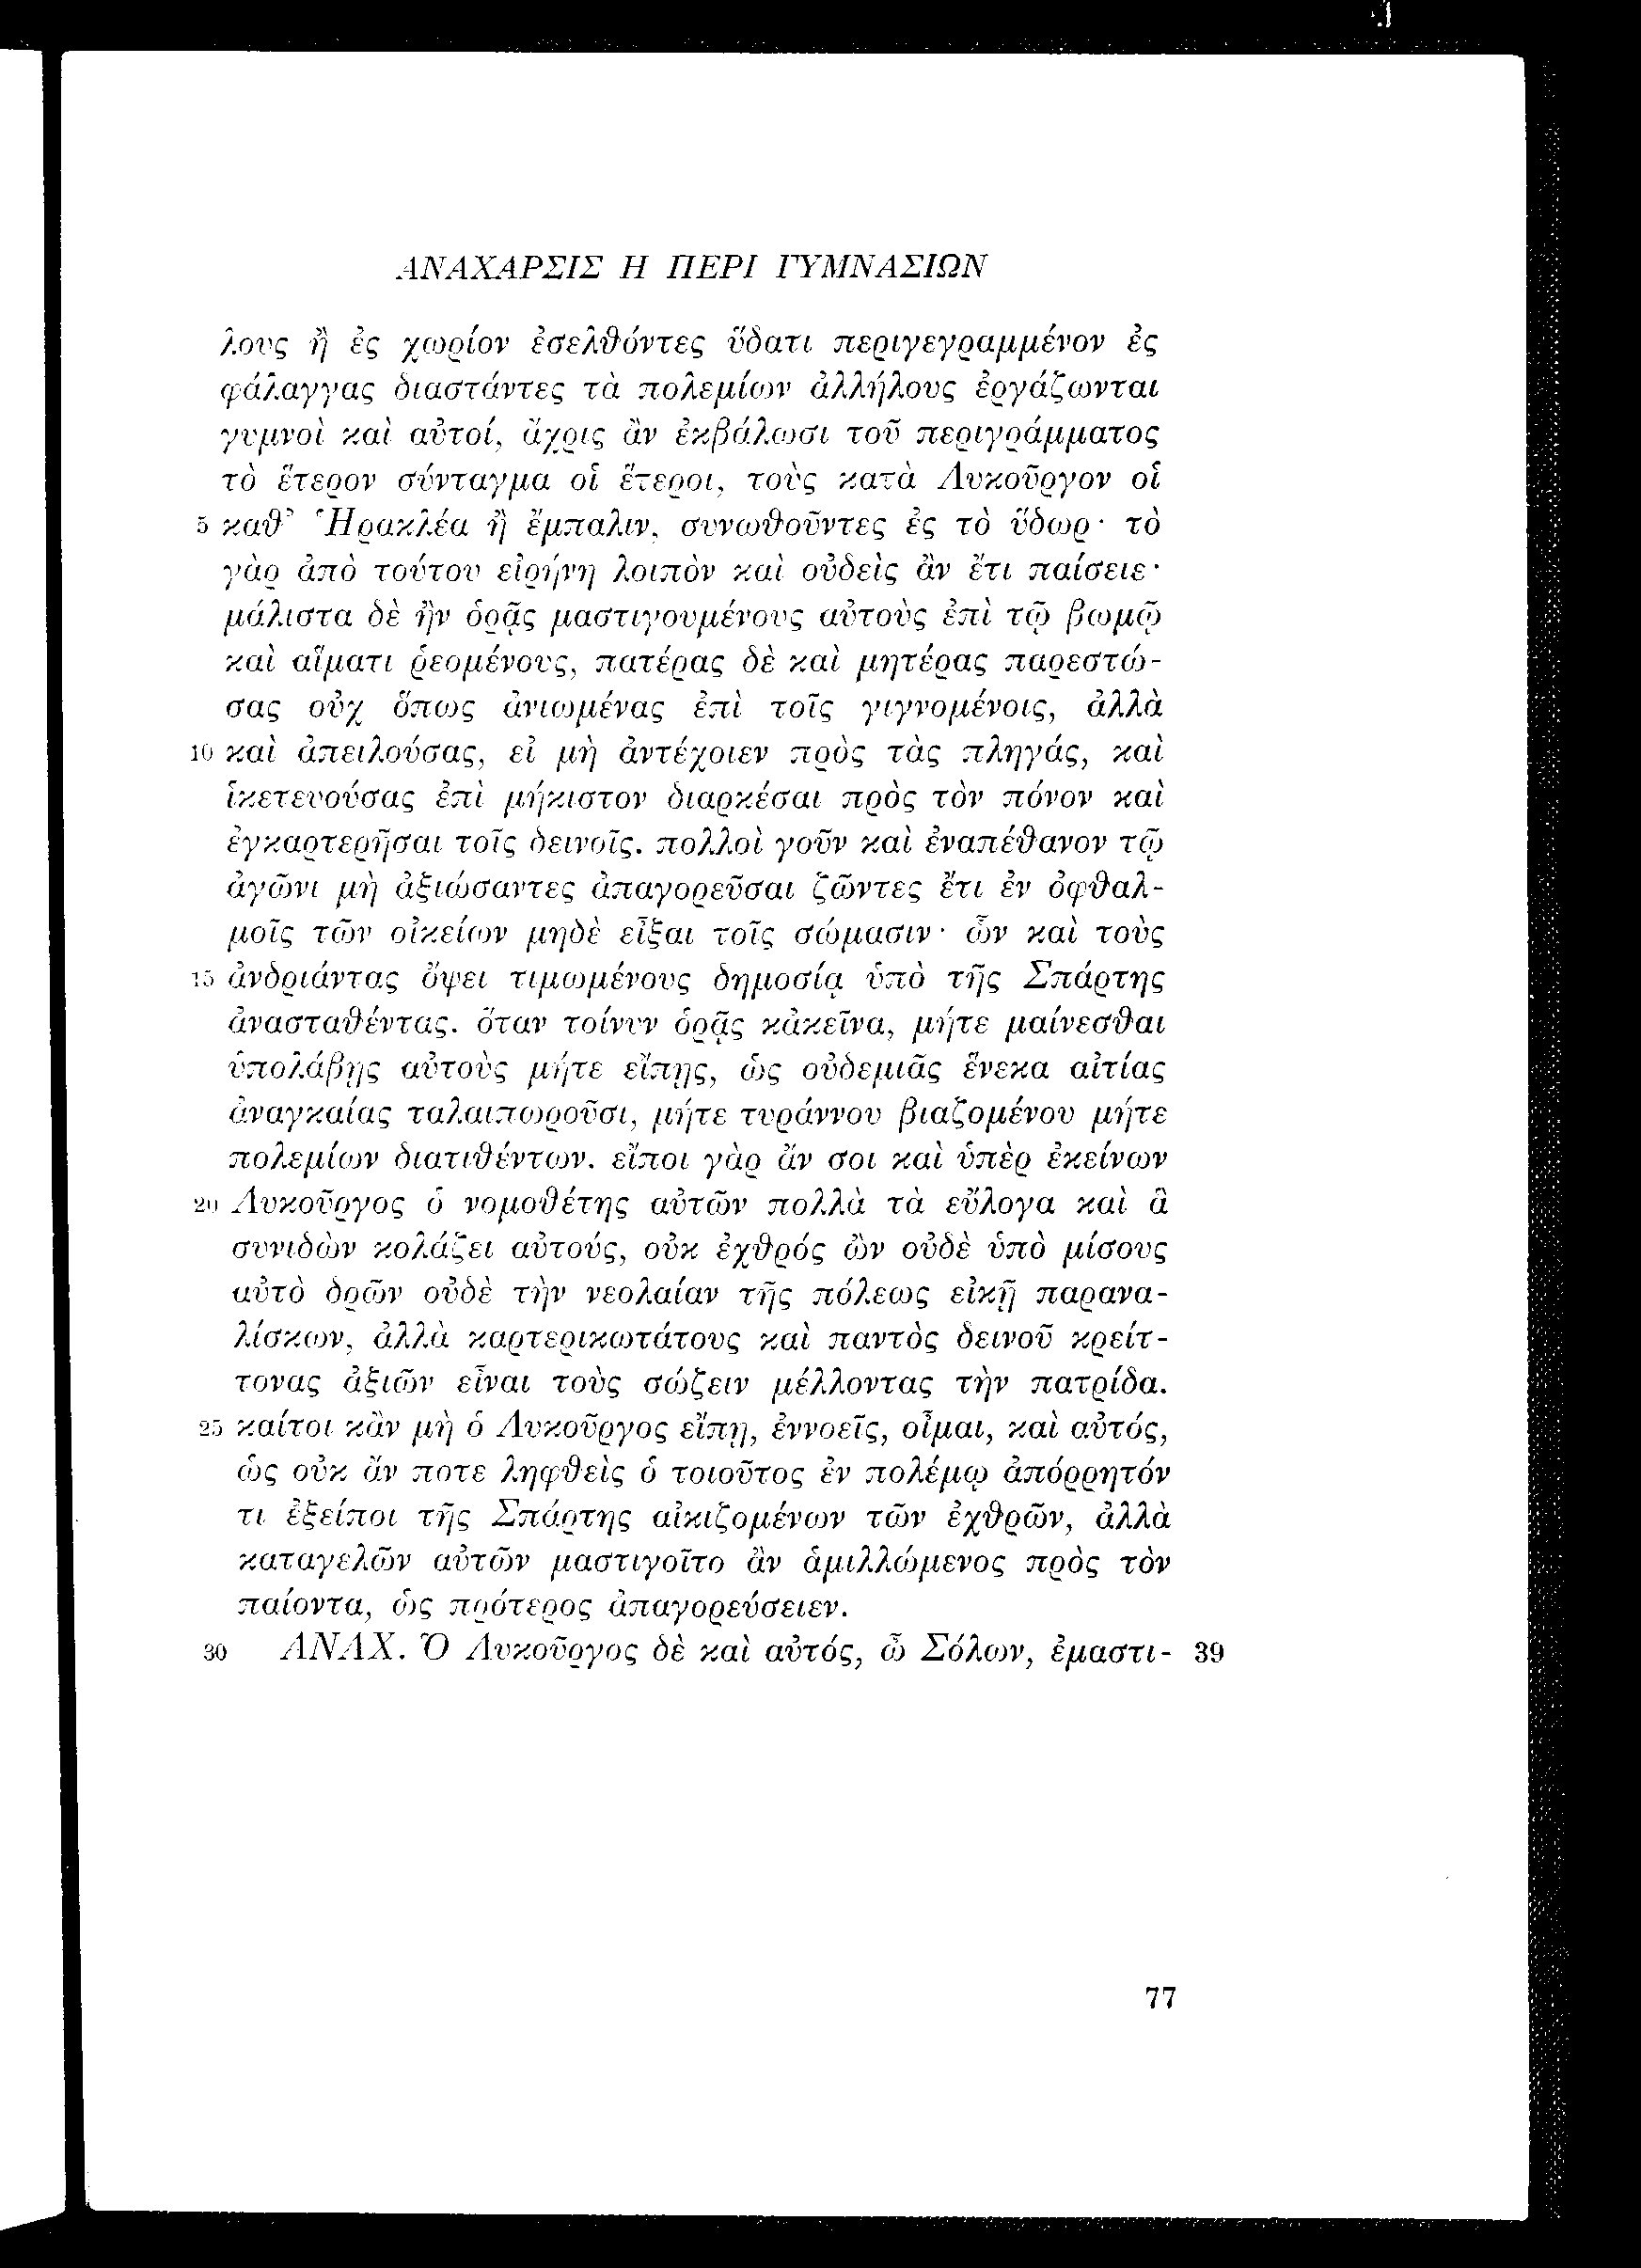 ΑΝΑΧΑΡΣΙΣ Η ΠΕΡΙ ΓΥΜΝΑΣΙΩΝ
λους ἢ ἐς χωρίον ἐσελθόντες ὕδατι περιγεγραμμένον ἐς
φάλαγγας διαστάντες τὰ πολεμίων ἀλλήλους ἐργάζωνται
γυμνοὶ καὶ αὐτοί, ἄχρις ἂν ἐκβάλωσι τοῦ περιγράμματος
τὸ ἕτερον σύνταγμα οἱ ἕτεροι, τοὺς κατὰ Λυκοῦργον οἱ
5 καθ’ Ἡρακλέα ἢ ἔμπαλιν, συνωθοῦντες ἐς τὸ ὕδωρ· τὸ
γὰρ ἀπὸ τούτου εἰρήνη λοιπὸν καὶ οὐδεὶς ἂν ἔτι παίσειε·
μάλιστα δὲ ἢν ὁρᾷς μαστιγουμένους αὐτοὺς ἐπὶ τῷ βωμῷ
καὶ αἵματι ῥεομένους, πατέρας δὲ καὶ μητέρας παρεστώ-
σας οὐχ ὅπως ἀνιωμένας ἐπὶ τοῖς γιγνομένοις, ἀλλὰ
10 καὶ ἀπειλούσας, εἰ μὴ ἀντέχοιεν πρὸς τὰς πληγάς, καὶ
ἱκετευούσας ἐπὶ μήκιστον διαρκέσαι πρὸς τὸν πόνον καὶ
ἐγκαρτερῆσαι τοῖς δεινοῖς. πολλοὶ γοῦν καὶ ἐναπέθανον τῷ
ἀγῶνι μὴ ἀξιώσαντες ἀπαγορεῦσαι ζῶντες ἔτι ἐν ὀφθαλ-
μοῖς τῶν οἰκείων μηδὲ εἶξαι τοῖς σώμασιν· ὧν καὶ τοὺς
15 ἀνδριάντας ὄψει τιμωμένους δημοσίᾳ ὑπὸ τῆς Σπάρτης
ἀνασταθέντας. ὅταν τοίνυν ὁρᾷς κἀκεῖνα, μήτε μαίνεσθαι
ὑπολάβῃς αὐτοὺς μήτε εἴπῃς, ὡς οὐδεμιᾶς ἕνεκα αἰτίας
ἀναγκαίας ταλαιπωροῦσι, μήτε τυράννου βιαζομένου μήτε
πολεμίων διατιθέντων. εἴποι γὰρ ἄν σοι καὶ ὑπὲρ ἐκείνων
20 Λυκοῦργος ὁ νομοθέτης αὐτῶν πολλὰ τὰ εὔλογα καὶ ἃ
συνιδὼν κολάζει αὐτούς, οὐκ ἐχθρός ὢν οὐδὲ ὑπὸ μίσους
αὐτὸ δρῶν οὐδὲ τὴν νεολαίαν τῆς πόλεως εἰκῇ παρανα-
λίσκων, ἀλλὰ καρτερικωτάτους καὶ παντὸς δεινοῦ κρείτ-
τονας ἀξιῶν εἶναι τοὺς σώζειν μέλλοντας τὴν πατρίδα.
25 καίτοι κἂν μὴ ὁ Λυκοῦργος εἴπῃ, ἐννοεῖς, οἶμαι, καὶ αὐτός,
ὡς οὐκ ἄν ποτε ληφθεὶς ὁ τοιοῦτος ἐν πολέμῳ ἀπόρρητόν
τι ἐξείποι τῆς Σπάρτης αἰκιζομένων τῶν ἐχθρῶν, ἀλλὰ
καταγελῶν αὐτῶν μαστιγοῖτο ἂν ἁμιλλώμενος πρὸς τὸν
παίοντα, ὡς πρότερος ἀπαγορεύσειεν.
30 ΑΝΑΧ. Ὁ Λυκοῦργος δὲ καὶ αὐτός, ὦ Σόλων, ἐμαστι- 39
77